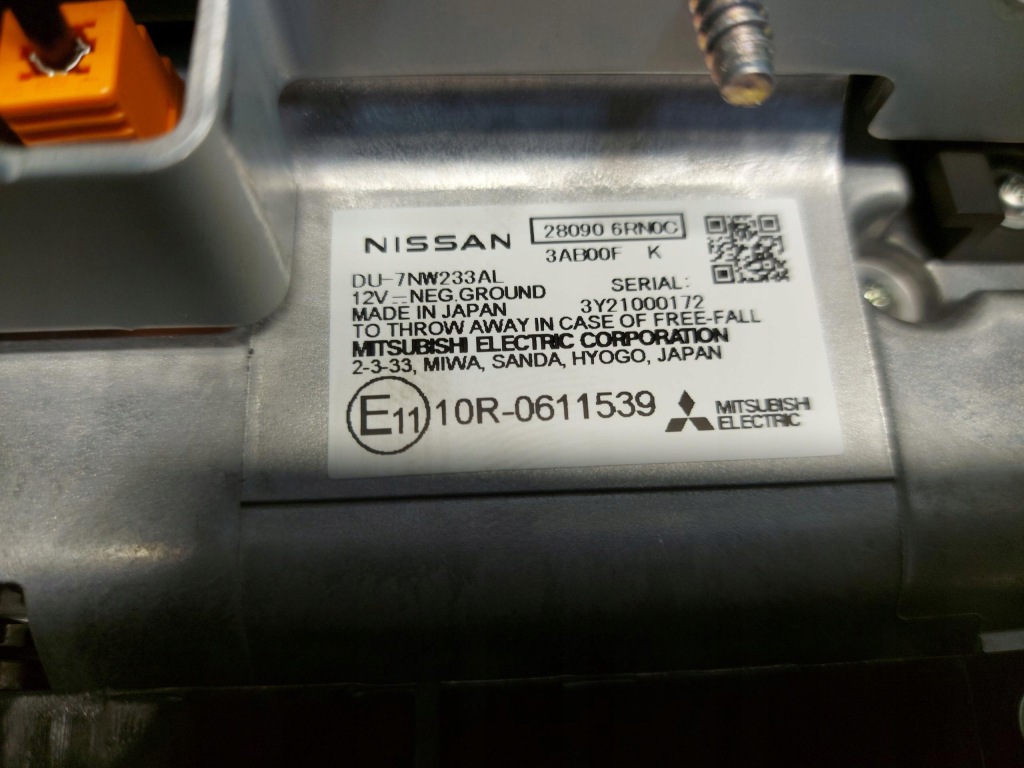 NISSAN 28090 6RN0C
3AB00F K
DU-7NW233AL
SERIAL:
12V ⎓ NEG.GROUND
MADE IN JAPAN 3Y21000172
TO THROW AWAY IN CASE OF FREE-FALL
MITSUBISHI ELECTRIC CORPORATION
2-3-33, MIWA, SANDA, HYOGO, JAPAN
E11 10R-0611539
MITSUBISHI
ELECTRIC